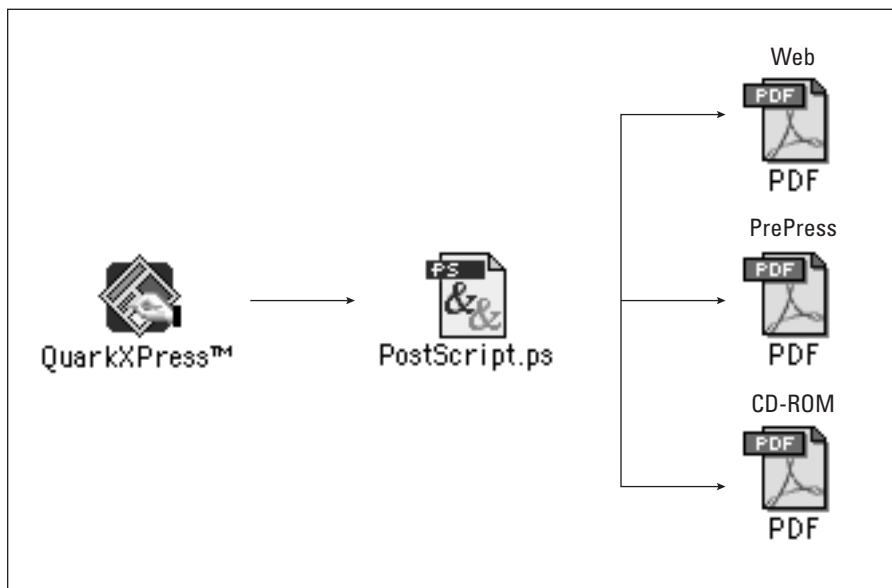 Web
PDF
PDF
PrePress
PDF
PDF
CD-ROM
PDF
PDF
QuarkXPress™
PS
&&
PostScript.ps